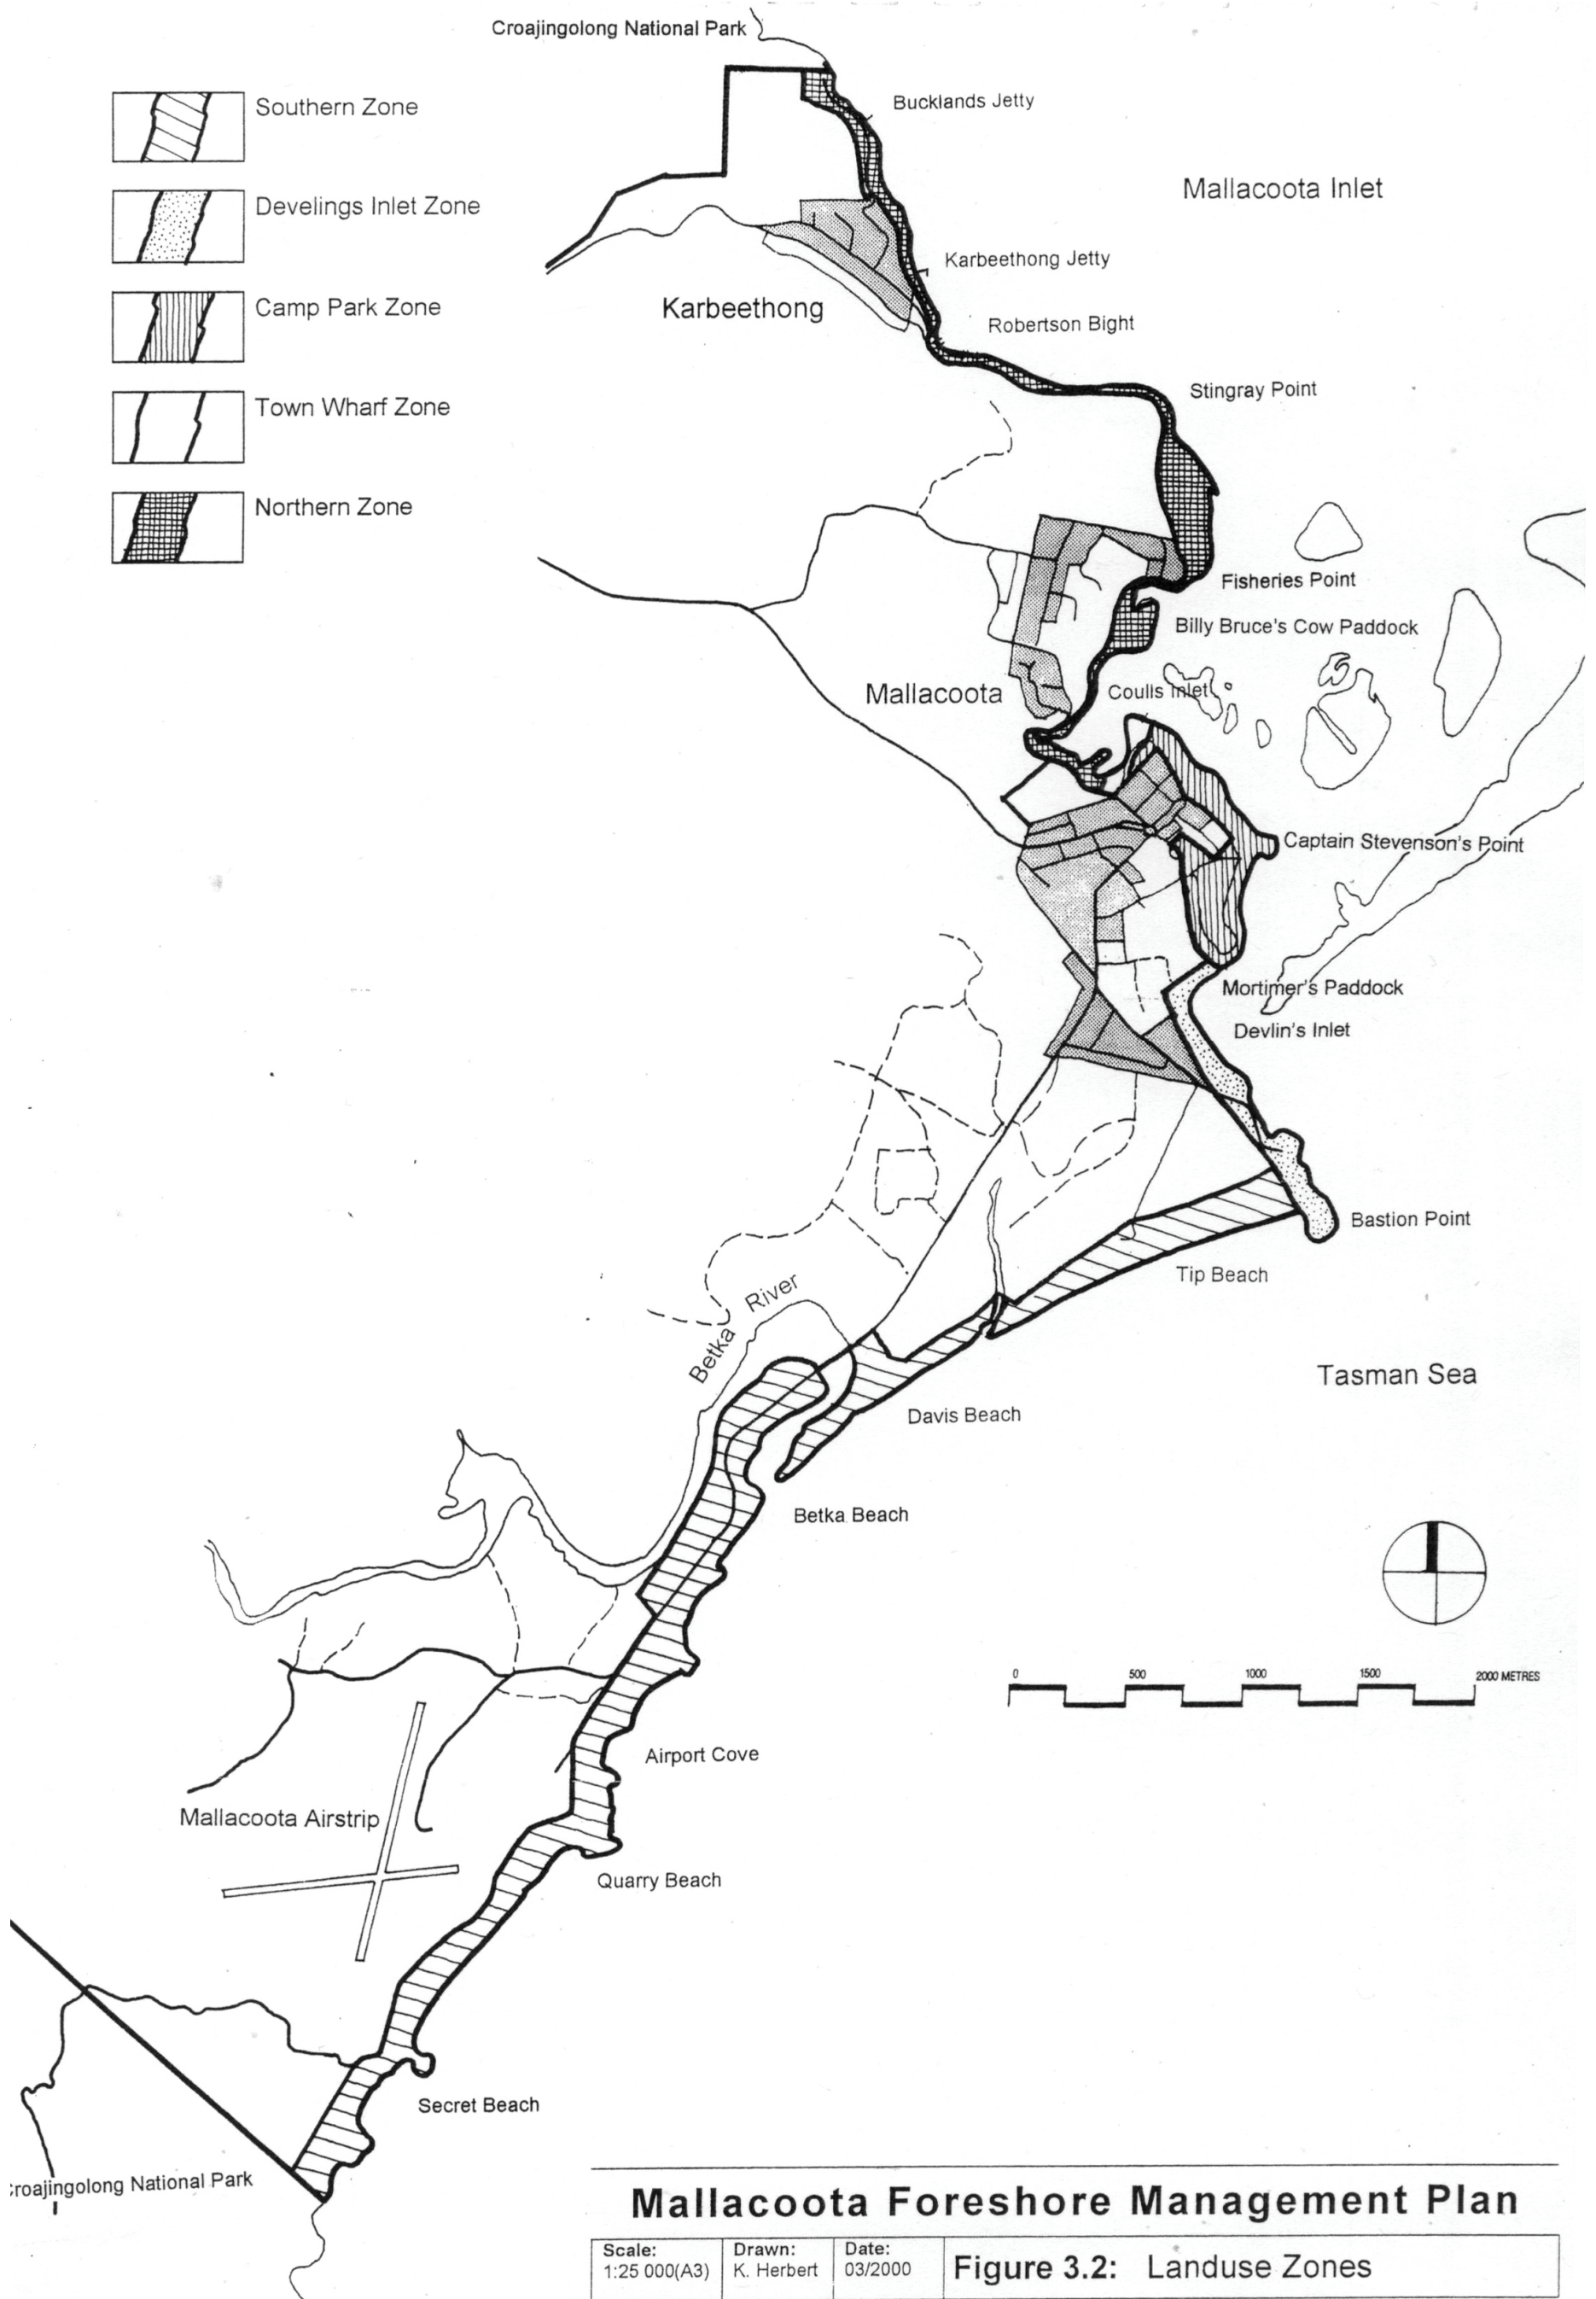 Croajingolong National Park
Southern Zone
Bucklands Jetty
Mallacoota Inlet
Develings Inlet Zone
Karbeethong Jetty
Camp Park Zone
Karbeethong
Robertson Bight
Stingray Point
Town Wharf Zone
Northern Zone
Fisheries Point
Billy Bruce's Cow Paddock
Mallacoota
Coulls Inlet
Captain Stevenson's Point
Mortimer's Paddock
Devlin's Inlet
Bastion Point
Tip Beach
Betka River
Tasman Sea
Davis Beach
Betka Beach
0 500 1000 1500 2000 METRES
Airport Cove
Mallacoota Airstrip
Quarry Beach
Secret Beach
roajingolong National Park
Mallacoota Foreshore Management Plan
Scale:
1:25 000(A3)
Drawn:
K. Herbert
Date:
03/2000
Figure 3.2: Landuse Zones